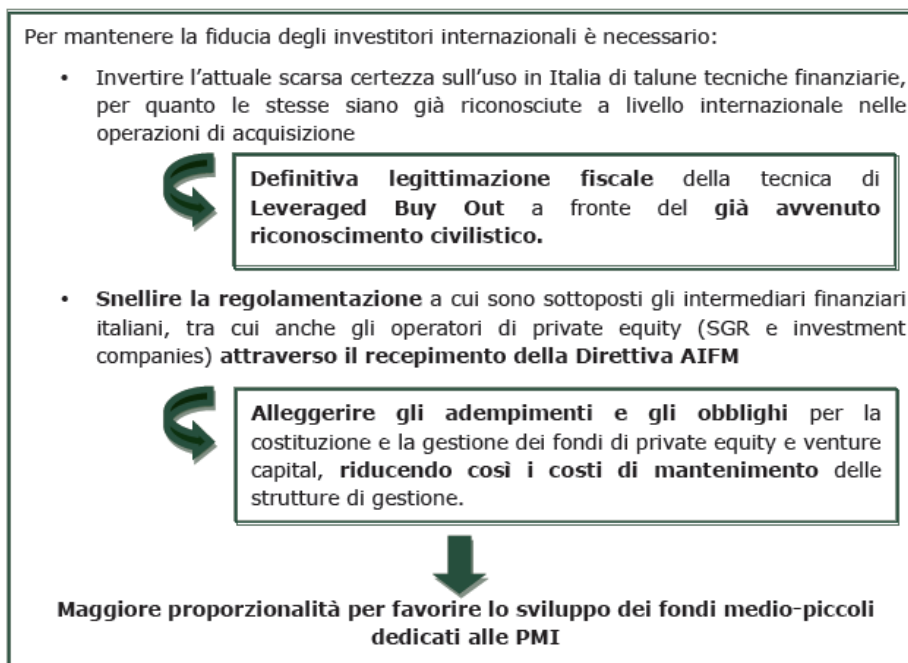 Per mantenere la fiducia degli investitori internazionali è necessario:
• Invertire l'attuale scarsa certezza sull'uso in Italia di talune tecniche finanziarie,
per quanto le stesse siano già riconosciute a livello internazionale nelle
operazioni di acquisizione
Definitiva legittimazione fiscale della tecnica di
Leveraged Buy Out a fronte del già avvenuto
riconoscimento civilistico.
• Snellire la regolamentazione a cui sono sottoposti gli intermediari finanziari
italiani, tra cui anche gli operatori di private equity (SGR e investment
companies) attraverso il recepimento della Direttiva AIFM
Alleggerire gli adempimenti e gli obblighi per la
costituzione e la gestione dei fondi di private equity e venture
capital, riducendo così i costi di mantenimento delle
strutture di gestione.
Maggiore proporzionalità per favorire lo sviluppo dei fondi medio-piccoli
dedicati alle PMI